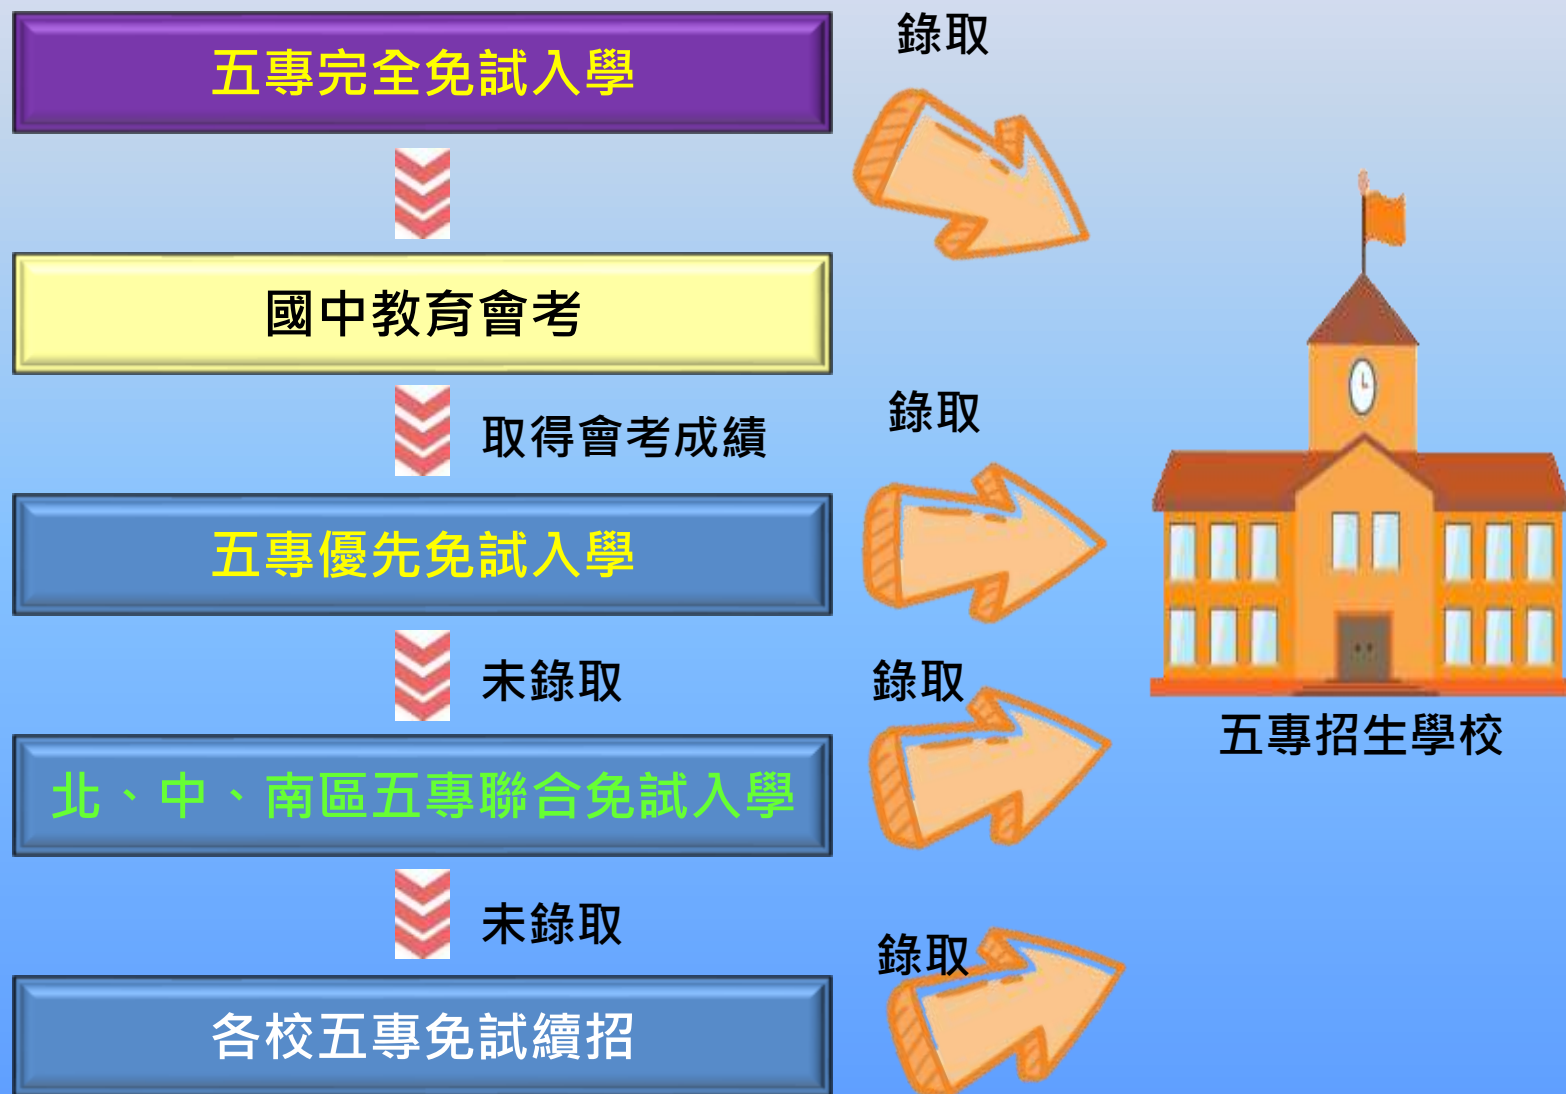 五專完全免試入學
錄取
國中教育會考
取得會考成績
錄取
五專優先免試入學
未錄取
錄取
五專招生學校
北、中、南區五專聯合免試入學
未錄取
錄取
各校五專免試續招